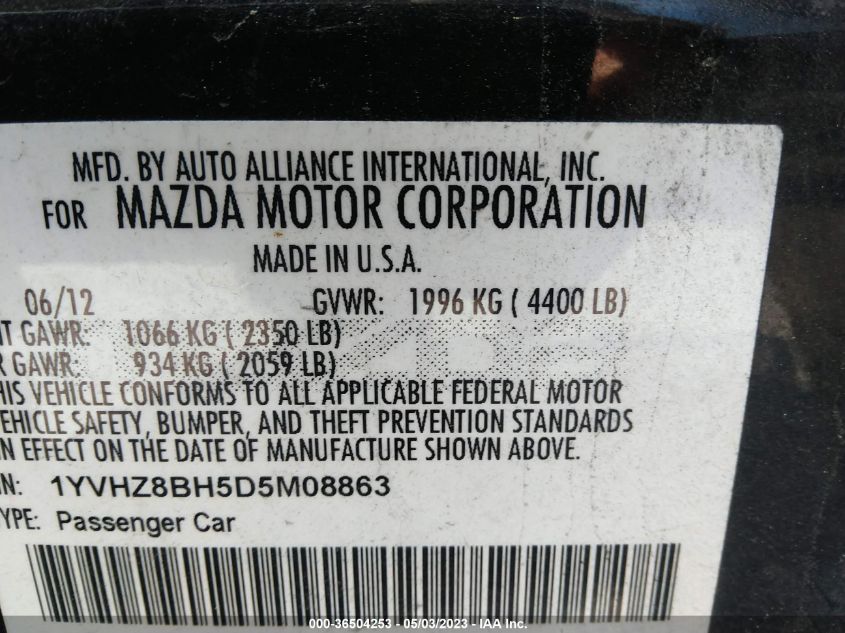 MFD. BY AUTO ALLIANCE INTERNATIONAL, INC.
FOR MAZDA MOTOR CORPORATION
MADE IN U.S.A.
06/12 GVWR: 1996 KG ( 4400 LB)
T GAWR: 1066 KG ( 2350 LB)
R GAWR: 934 KG ( 2059 LB)
HIS VEHICLE CONFORMS TO ALL APPLICABLE FEDERAL MOTOR
EHICLE SAFETY, BUMPER, AND THEFT PREVENTION STANDARDS
N EFFECT ON THE DATE OF MANUFACTURE SHOWN ABOVE.
IN: 1YVHZ8BH5D5M08863
YPE: Passenger Car
000-36504253 - 05/03/2023 - IAA Inc.